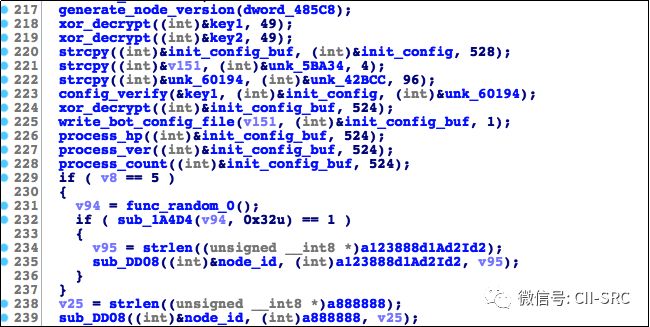 217 generate_node_version(dword_485C8);
218 xor_decrypt((int)&key1, 49);
219 xor_decrypt((int)&key2, 49);
220 strcpy((int)&init_config_buf, (int)&init_config, 528);
221 strcpy((int)&v151, (int)&unk_5BA34, 4);
222 strcpy((int)&unk_60194, (int)&unk_42BCC, 96);
223 config_verify(&key1, (int)&init_config, (int)&unk_60194);
224 xor_decrypt((int)&init_config_buf, 524);
225 write_bot_config_file(v151, (int)&init_config_buf, 1);
226 process_hp((int)&init_config_buf, 524);
227 process_ver((int)&init_config_buf, 524);
228 process_count((int)&init_config_buf, 524);
229 if ( v8 == 5 )
230 {
231 v94 = func_random_0();
232 if ( sub_1A4D4(v94, 0x32u) == 1 )
233 {
234 v95 = strlen((unsigned __int8 *)a123888d1Ad2Id2);
235 sub_DD08((int)&node_id, (int)a123888d1Ad2Id2, v95);
236 }
237 }
238 v25 = strlen((unsigned __int8 *)a888888);
239 sub_DD08((int)&node_id, (int)a888888, v25);
微信号: CII-SRC